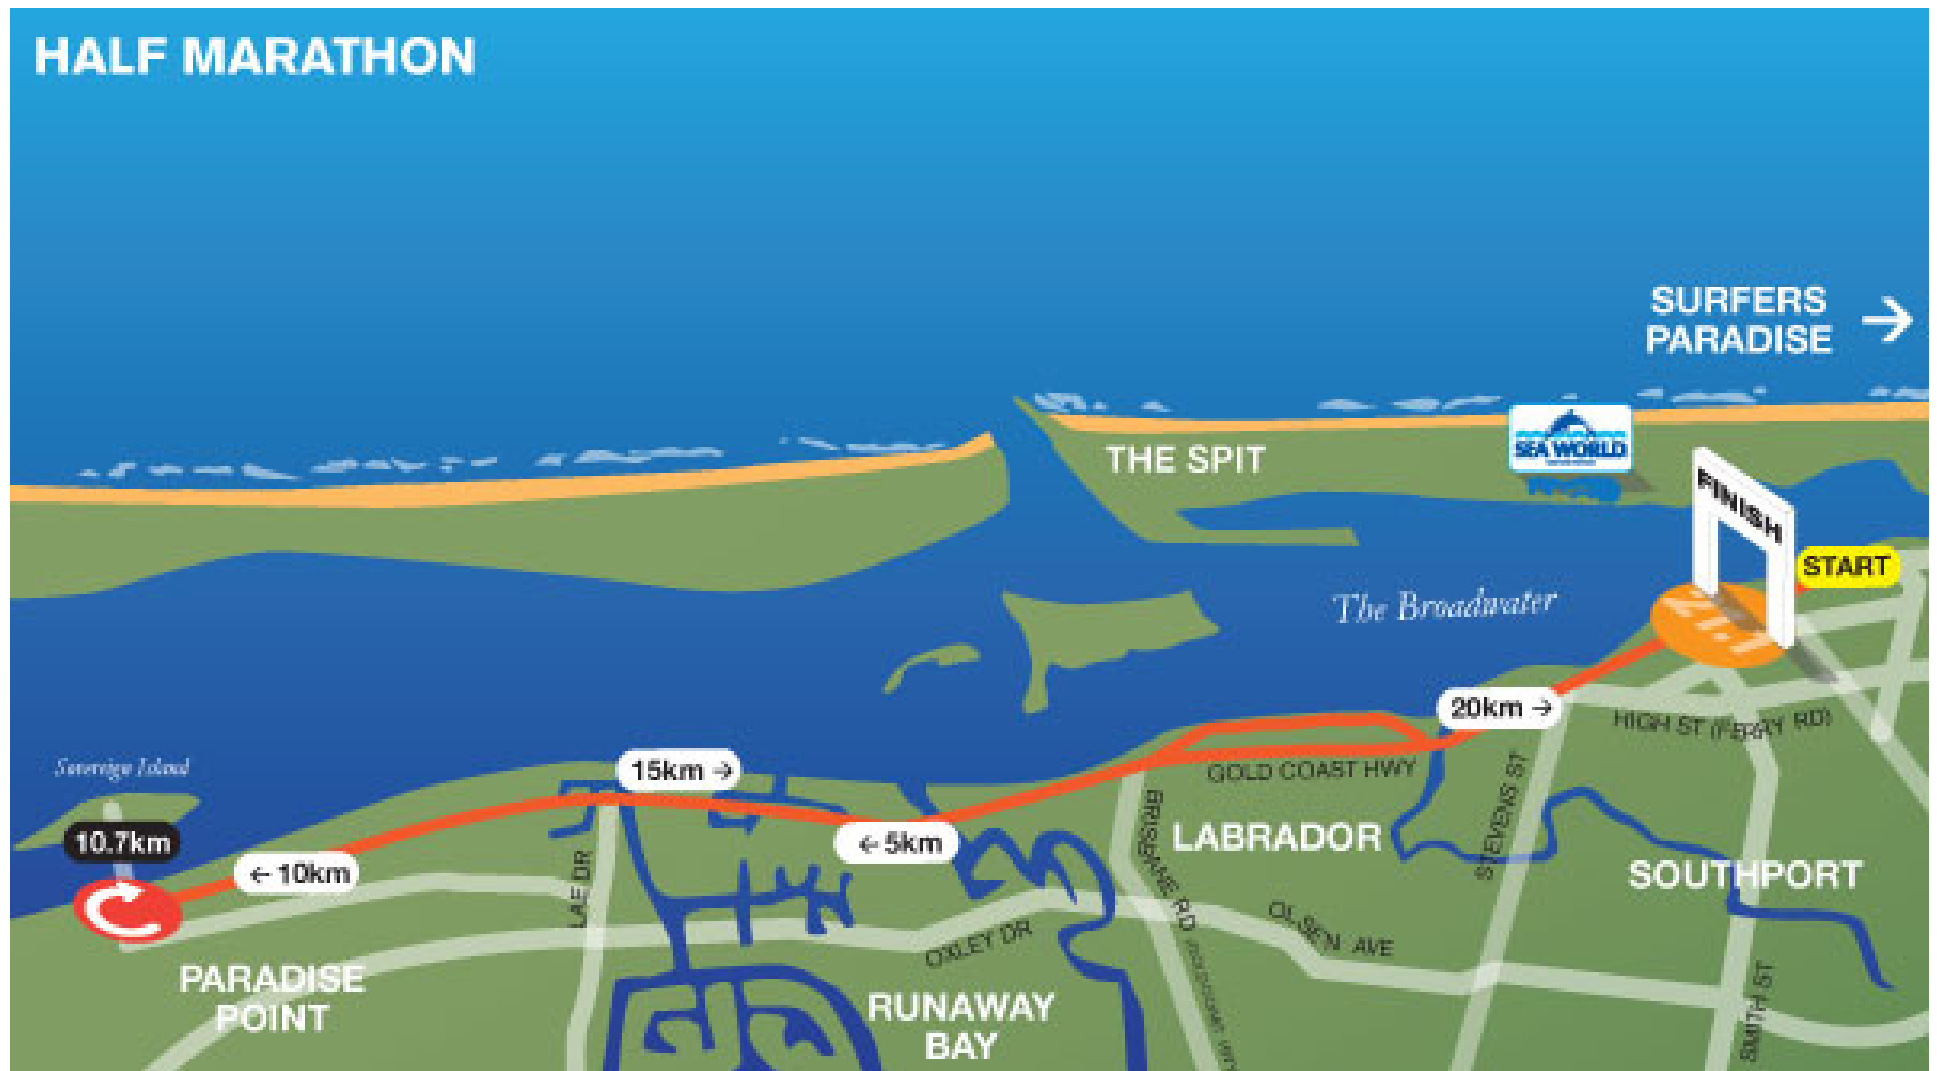 HALF MARATHON
SURFERS
PARADISE →
THE SPIT
SEA WORLD
FINISH
START
21.1
The Broadwater
20km →
HIGH ST (FERRY RD)
Sovereign Island
15km →
GOLD COAST HWY
10.7km
← 5km
← 10km
LABRADOR
STEVENS ST
SOUTHPORT
LAE DR
BRISBANE RD
OLSEN AVE
OXLEY DR
PARADISE
POINT
RUNAWAY
BAY
SMITH ST